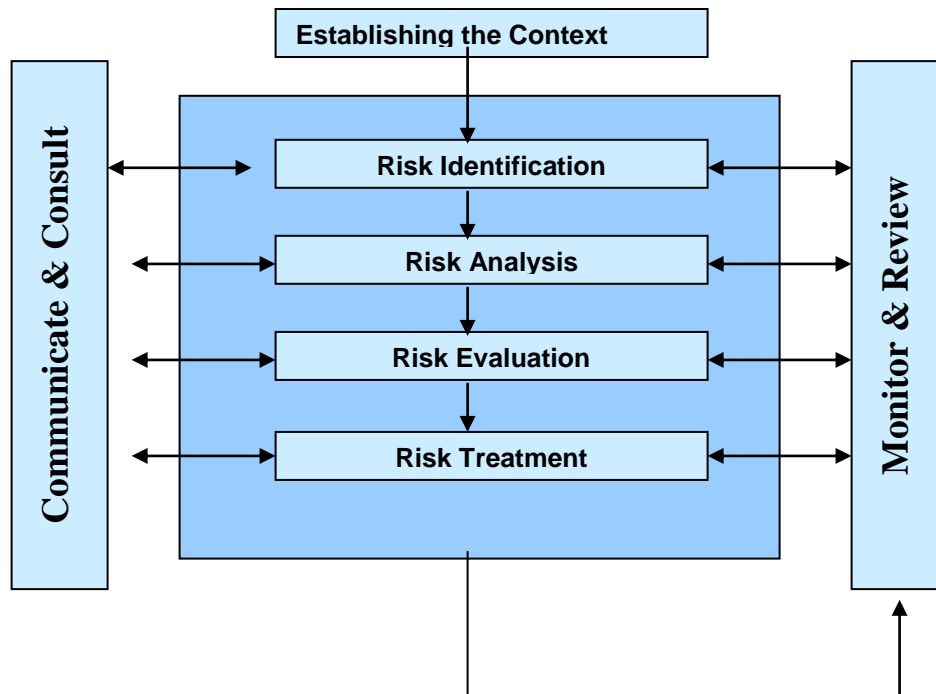 Establishing the Context
Communicate & Consult
Risk Identification
Risk Analysis
Risk Evaluation
Risk Treatment
Monitor & Review